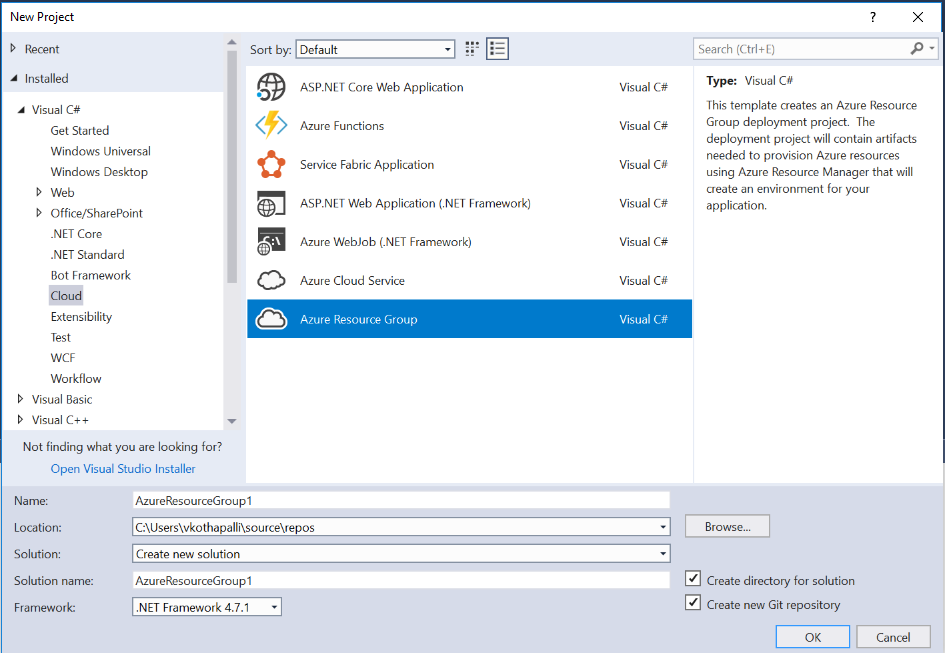 New Project
?
Recent
Installed
Visual C#
Get Started
Windows Universal
Windows Desktop
Web
Office/SharePoint
.NET Core
.NET Standard
Bot Framework
Cloud
Extensibility
Test
WCF
Workflow
Visual Basic
Visual C++
Not finding what you are looking for?
Open Visual Studio Installer
Sort by: Default
ASP.NET Core Web Application Visual C#
Azure Functions Visual C#
Service Fabric Application Visual C#
ASP.NET Web Application (.NET Framework) Visual C#
Azure WebJob (.NET Framework) Visual C#
Azure Cloud Service Visual C#
Azure Resource Group Visual C#
Search (Ctrl+E)
Type: Visual C#
This template creates an Azure Resource
Group deployment project. The
deployment project will contain artifacts
needed to provision Azure resources
using Azure Resource Manager that will
create an environment for your
application.
Name: AzureResourceGroup1
Location: C:\Users\vkothapalli\source\repos Browse...
Solution: Create new solution
Solution name: AzureResourceGroup1 Create directory for solution
Framework: .NET Framework 4.7.1 Create new Git repository
OK Cancel